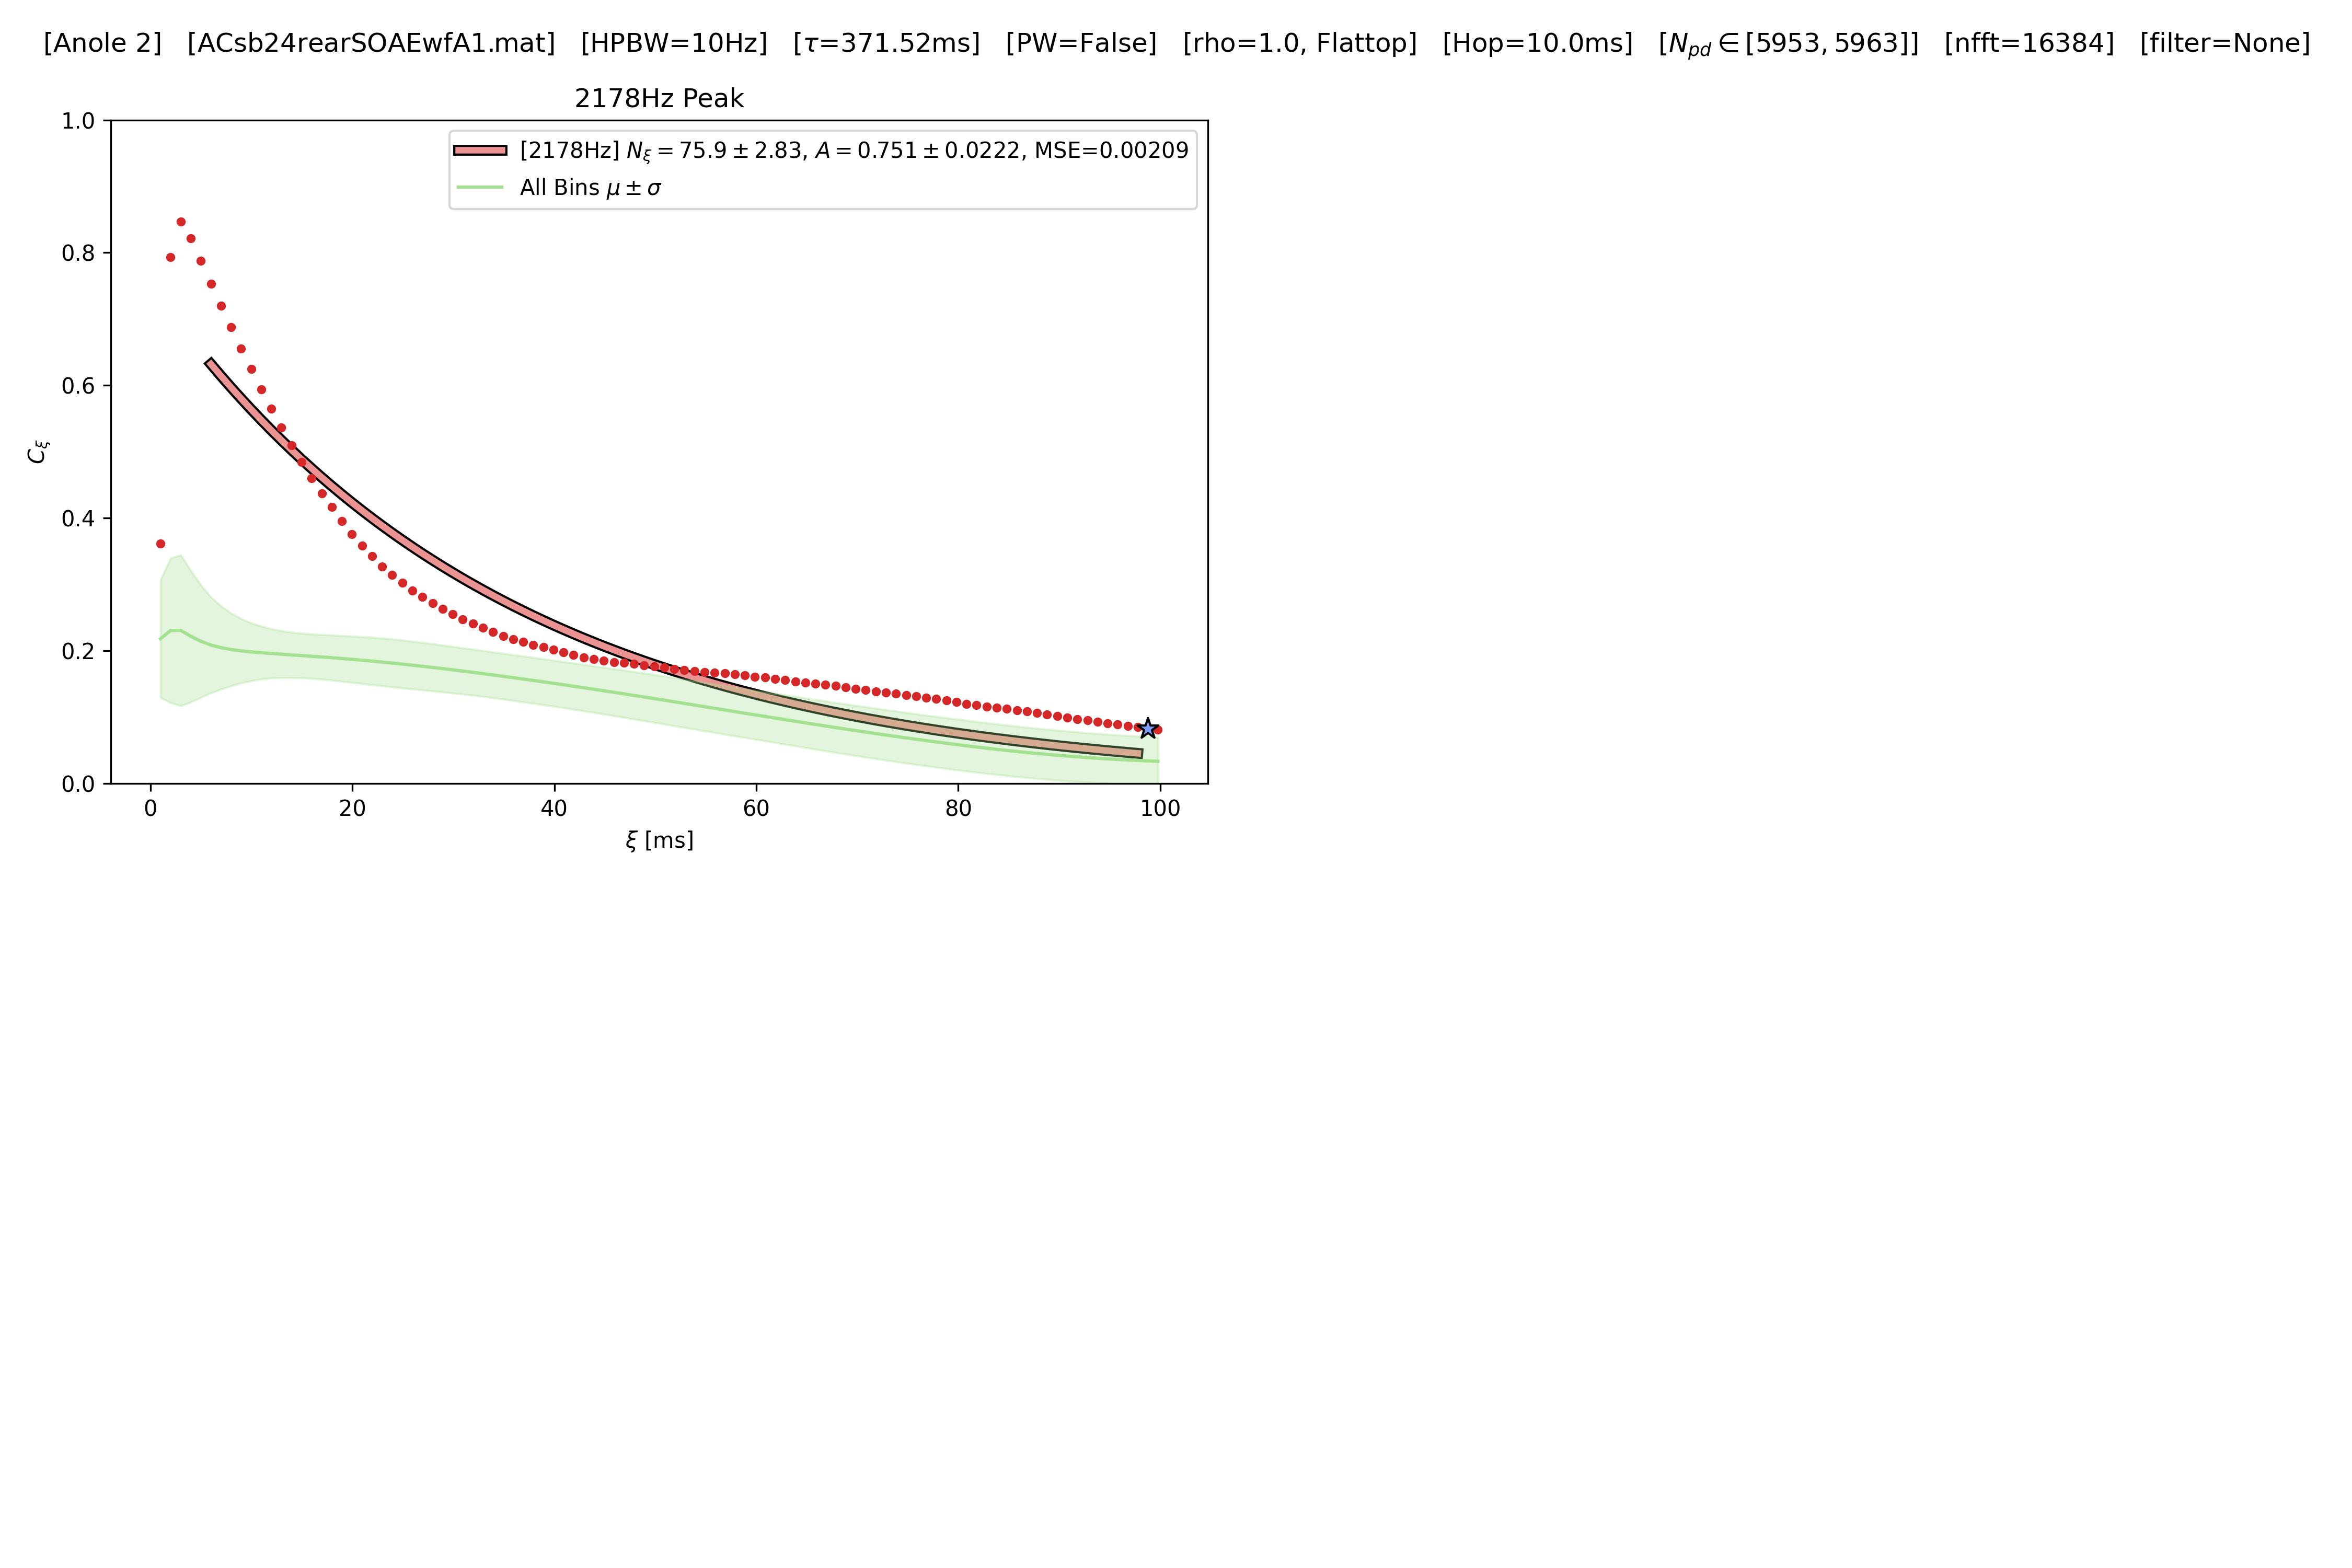 [Anole 2] [ACsb24rearSOAEwfA1.mat] [HPBW=10Hz] [τ=371.52ms] [PW=False] [rho=1.0, Flattop] [Hop=10.0ms] [N_pd ∈ [5953, 5963]] [nfft=16384] [filter=None]
2178Hz Peak
[2178Hz] N_ξ = 75.9 ± 2.83, A = 0.751 ± 0.0222, MSE=0.00209
All Bins μ ± σ
1.0
0.8
0.6
0.4
0.2
0.0
C_ξ
0 20 40 60 80 100
ξ [ms]